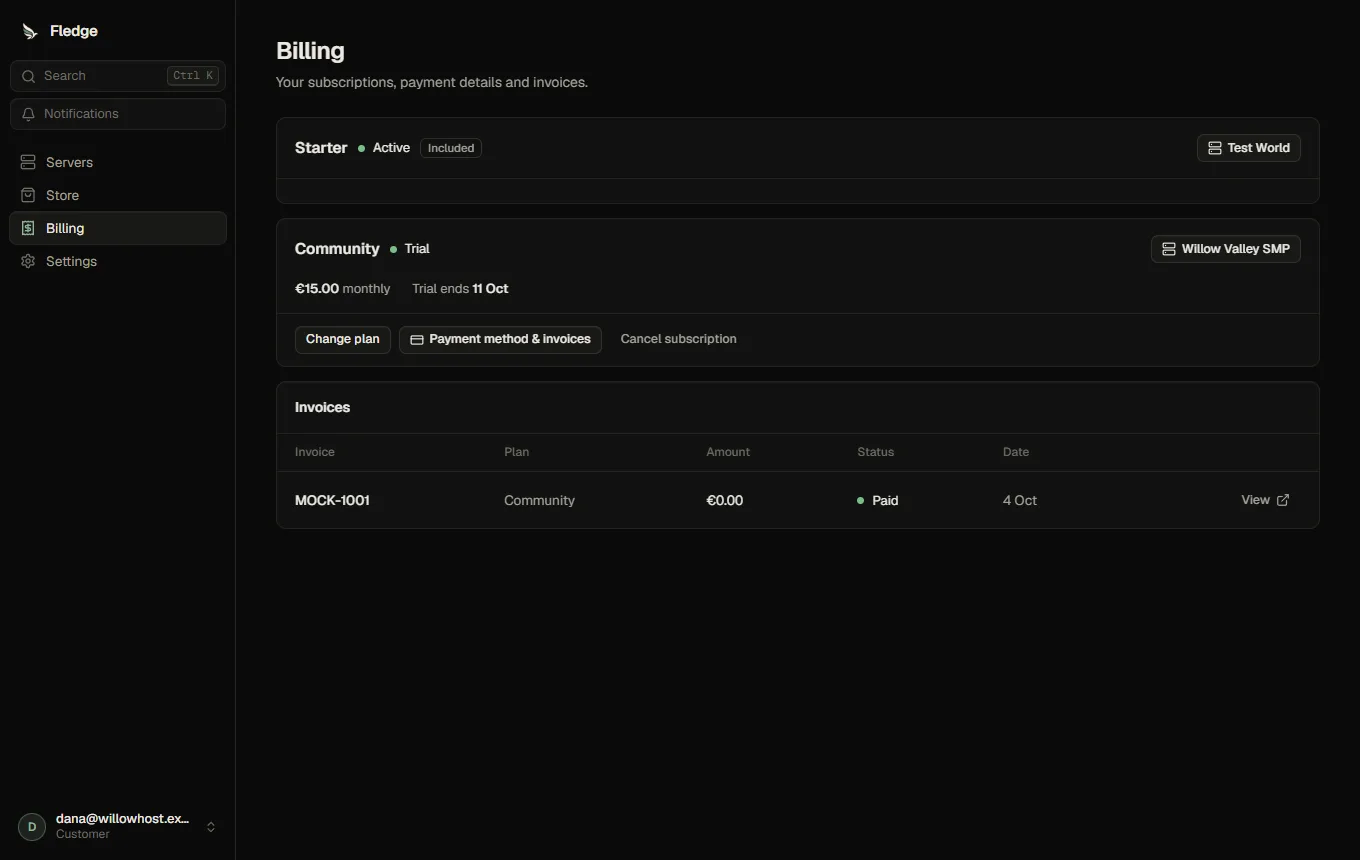 Fledge
Search Ctrl K
Notifications
Servers
Store
Billing
Settings
D
dana@willowhost.ex...
Customer
Billing
Your subscriptions, payment details and invoices.
Starter Active Included Test World
Community Trial Willow Valley SMP
€15.00 monthly Trial ends 11 Oct
Change plan Payment method & invoices Cancel subscription
Invoices
Invoice Plan Amount Status Date
MOCK-1001 Community €0.00 Paid 4 Oct View